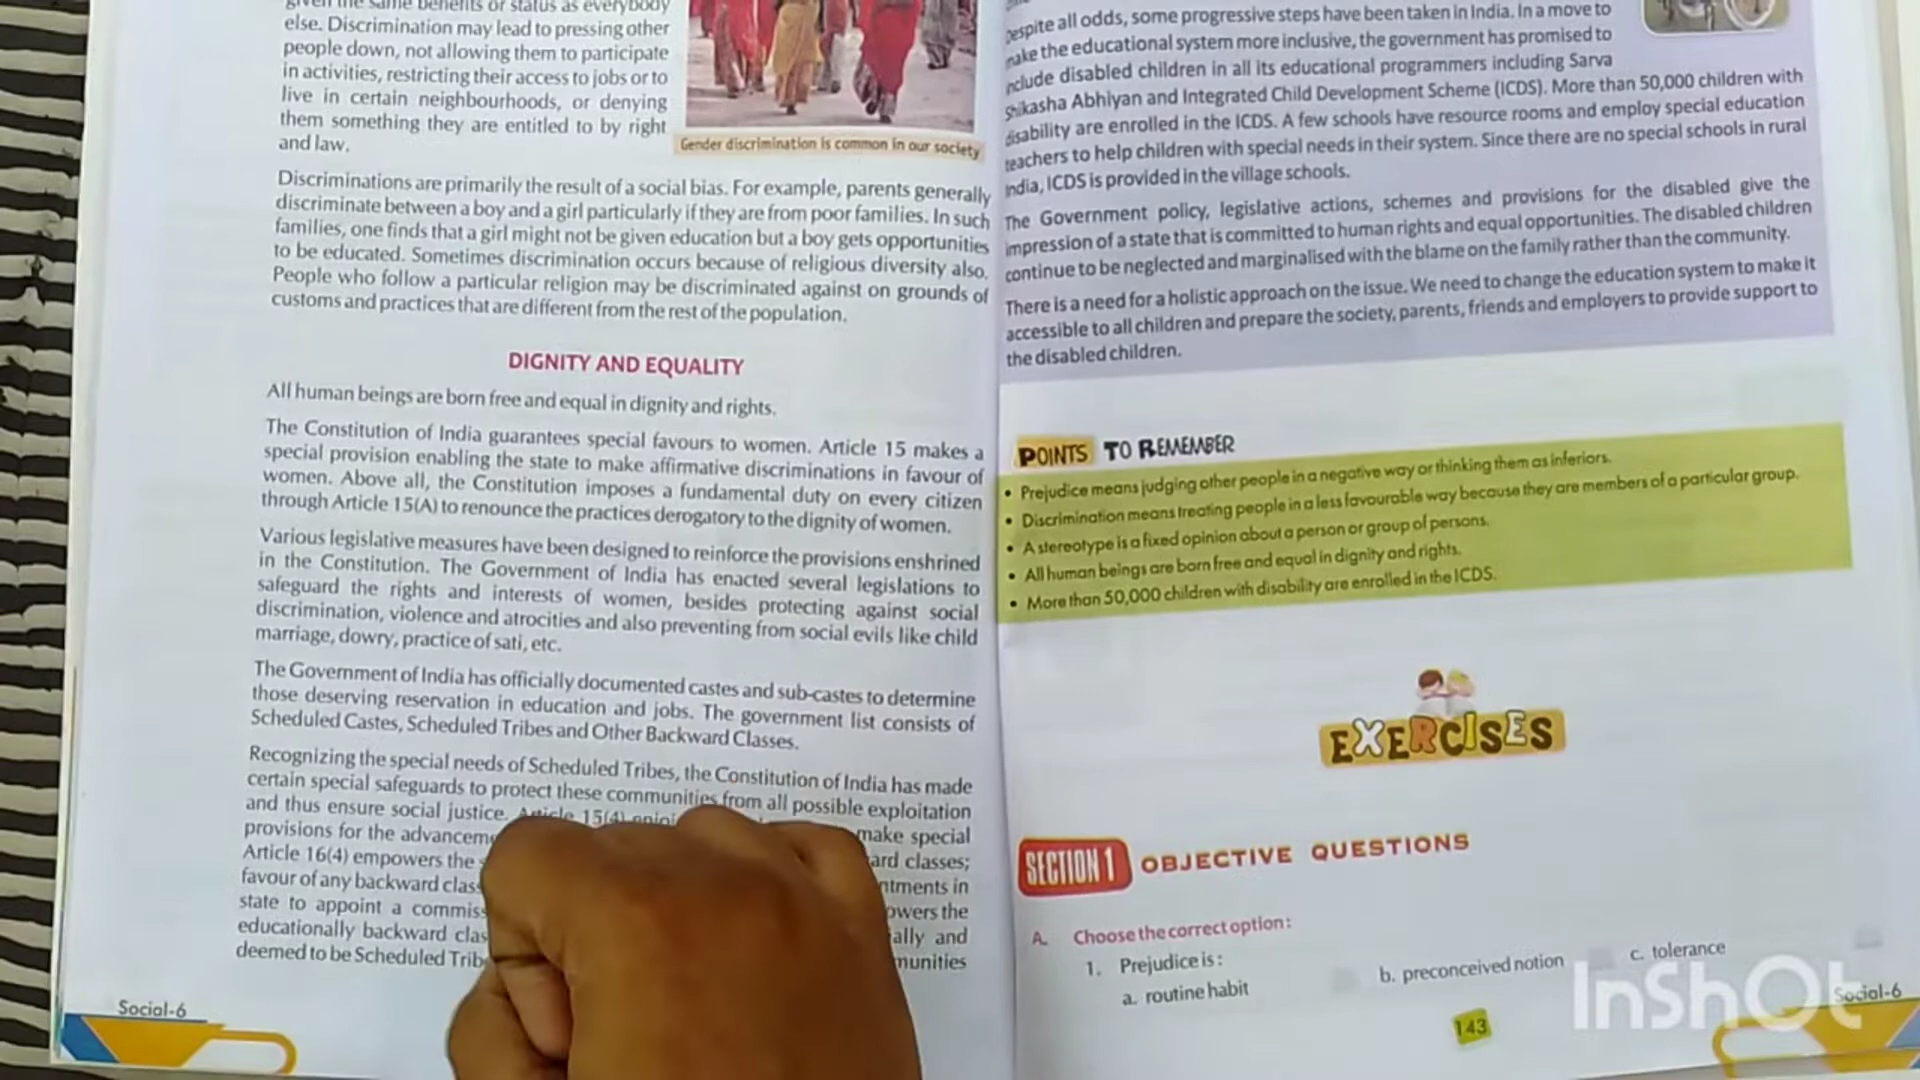 given the same benefits or status as everybody
else. Discrimination may lead to pressing other
people down, not allowing them to participate
in activities, restricting their access to jobs or to
live in certain neighbourhoods, or denying
them something they are entitled to by right
and law.
Gender discrimination is common in our society
Discriminations are primarily the result of a social bias. For example, parents generally
discriminate between a boy and a girl particularly if they are from poor families. In such
families, one finds that a girl might not be given education but a boy gets opportunities
to be educated. Sometimes discrimination occurs because of religious diversity also.
People who follow a particular religion may be discriminated against on grounds of
customs and practices that are different from the rest of the population.
DIGNITY AND EQUALITY
All human beings are born free and equal in dignity and rights.
The Constitution of India guarantees special favours to women. Article 15 makes a
special provision enabling the state to make affirmative discriminations in favour of
women. Above all, the Constitution imposes a fundamental duty on every citizen
through Article 15(A) to renounce the practices derogatory to the dignity of women.
Various legislative measures have been designed to reinforce the provisions enshrined
in the Constitution. The Government of India has enacted several legislations to
safeguard the rights and interests of women, besides protecting against social
discrimination, violence and atrocities and also preventing from social evils like child
marriage, dowry, practice of sati, etc.
The Government of India has officially documented castes and sub-castes to determine
those deserving reservation in education and jobs. The government list consists of
Scheduled Castes, Scheduled Tribes and Other Backward Classes.
Recognizing the special needs of Scheduled Tribes, the Constitution of India has made
certain special safeguards to protect these communities from all possible exploitation
and thus ensure social justice. Article 15(4) make special
provisions for the ard classes;
Article 16(4) empowers the ntments in
favour of any backward owers the
state to appoint a ally and
educationally backward munities
deemed to be Scheduled
Social-6
espite all odds, some progressive steps have been taken in India. In a move to
make the educational system more inclusive, the government has promised to
nclude disabled children in all its educational programmers including Sarva
Shikasha Abhiyan and Integrated Child Development Scheme (ICDS). More than 50,000 children with
disability are enrolled in the ICDS. A few schools have resource rooms and employ special education
teachers to help children with special needs in their system. Since there are no special schools in rural
India, ICDS is provided in the village schools.
The Government policy, legislative actions, schemes and provisions for the disabled give the
impression of a state that is committed to human rights and equal opportunities. The disabled children
continue to be neglected and marginalised with the blame on the family rather than the community.
There is a need for a holistic approach on the issue. We need to change the education system to make it
accessible to all children and prepare the society, parents, friends and employers to provide support to
the disabled children.
POINTS TO REMEMBER
• Prejudice means judging other people in a negative way or thinking them as inferiors.
• Discrimination means treating people in a less favourable way because they are members of a particular group.
• A stereotype is a fixed opinion about a person or group of persons.
• All human beings are born free and equal in dignity and rights.
• More than 50,000 children with disability are enrolled in the ICDS.
EXERCISES
SECTION 1 OBJECTIVE QUESTIONS
A. Choose the correct option:
1. Prejudice is:
a. routine habit b. preconceived notion c. tolerance
143
Social-6
InShOt